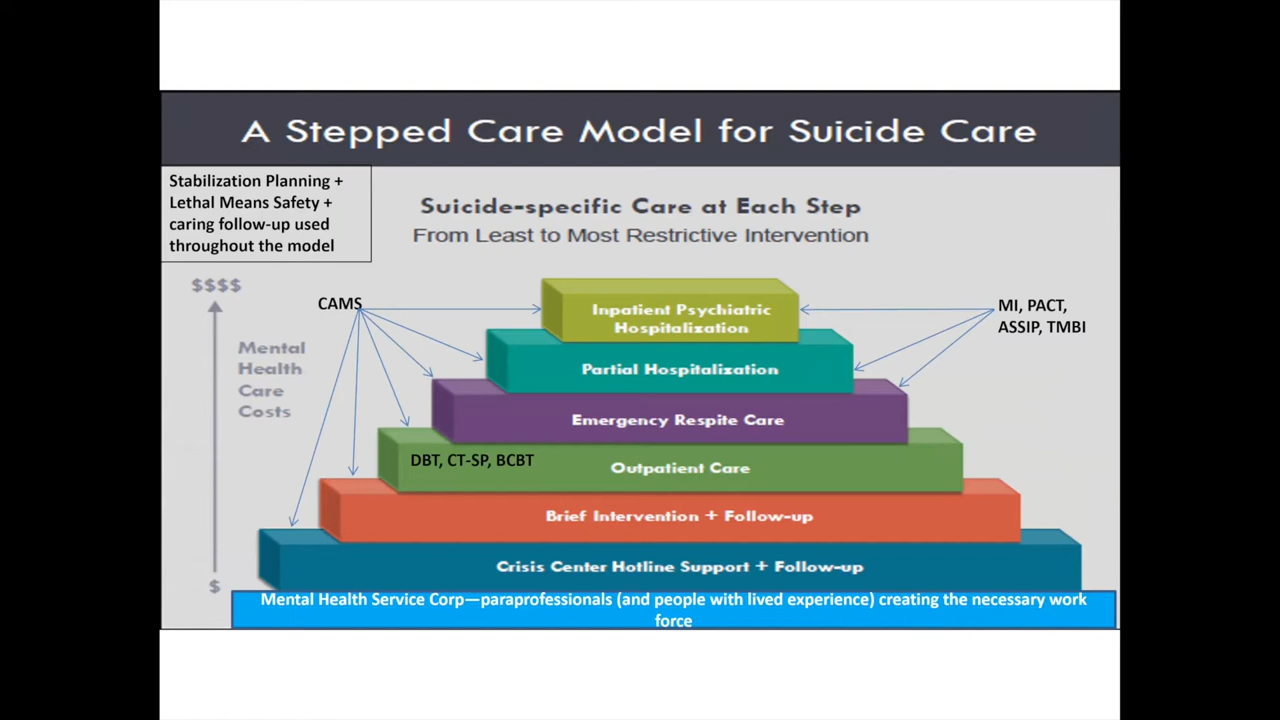 A Stepped Care Model for Suicide Care
Stabilization Planning +
Lethal Means Safety +
caring follow-up used
throughout the model
Suicide-specific Care at Each Step
From Least to Most Restrictive Intervention
$$$$
Mental
Health
Care
Costs
$
CAMS
MI, PACT,
ASSIP, TMBI
Inpatient Psychiatric
Hospitalization
Partial Hospitalization
Emergency Respite Care
DBT, CT-SP, BCBT
Outpatient Care
Brief Intervention + Follow-up
Crisis Center Hotline Support + Follow-up
Mental Health Service Corp—paraprofessionals (and people with lived experience) creating the necessary work
force